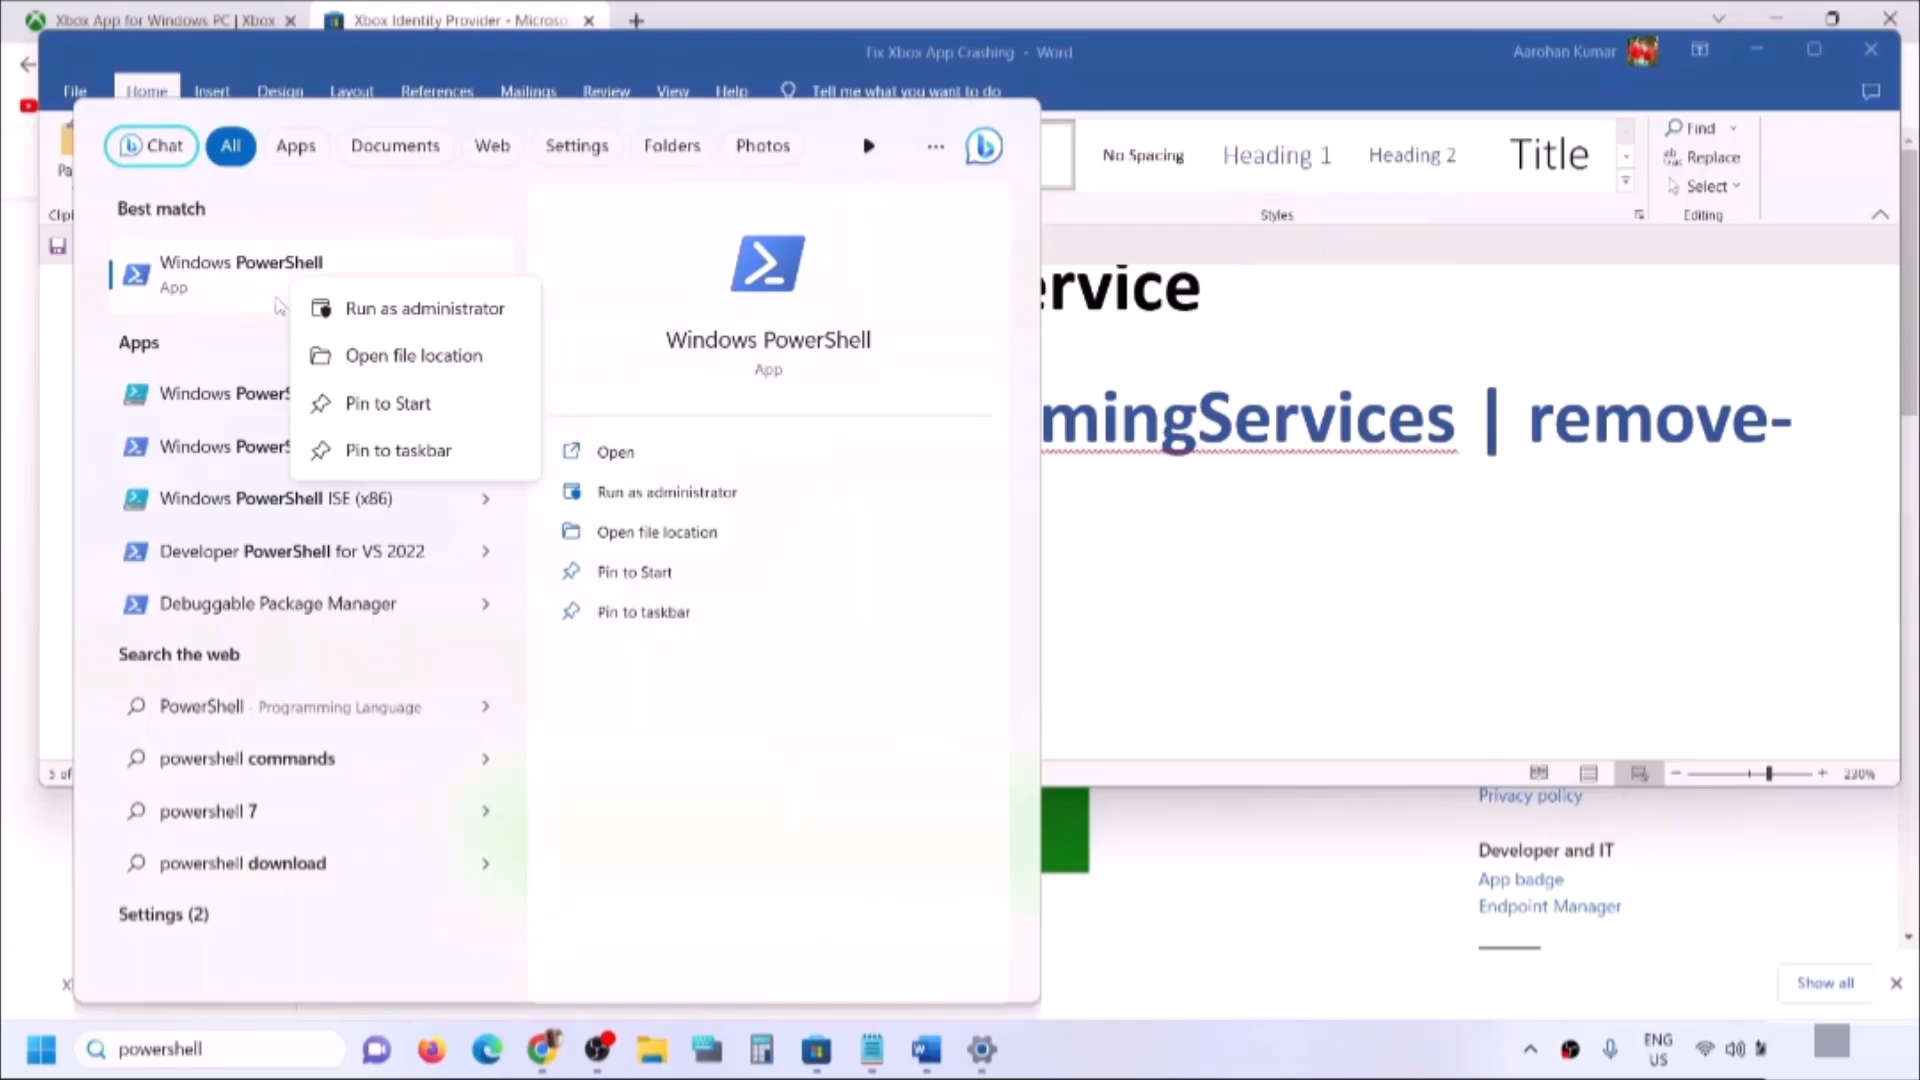 Xbox App for Windows PC | Xbox
Xbox Identity Provider - Microso
Fix Xbox App Crashing - Word
Aarohan Kumar
File
Home
Insert
Design
Layout
References
Mailings
Review
View
Help
Tell me what you want to do
Pa
Clip
No Spacing
Heading 1
Heading 2
Title
Styles
Find
Replace
Select
Editing
Chat
All
Apps
Documents
Web
Settings
Folders
Photos
Best match
Windows PowerShell
App
Run as administrator
Open file location
Pin to Start
Pin to taskbar
Apps
Windows PowerS
Windows PowerS
Windows PowerShell ISE (x86)
Developer PowerShell for VS 2022
Debuggable Package Manager
Search the web
PowerShell - Programming Language
powershell commands
powershell 7
powershell download
Settings (2)
Windows PowerShell
App
Open
Run as administrator
Open file location
Pin to Start
Pin to taskbar
ervice
mingServices | remove-
5 of
220%
Privacy policy
Developer and IT
App badge
Endpoint Manager
Show all
powershell
ENG
US